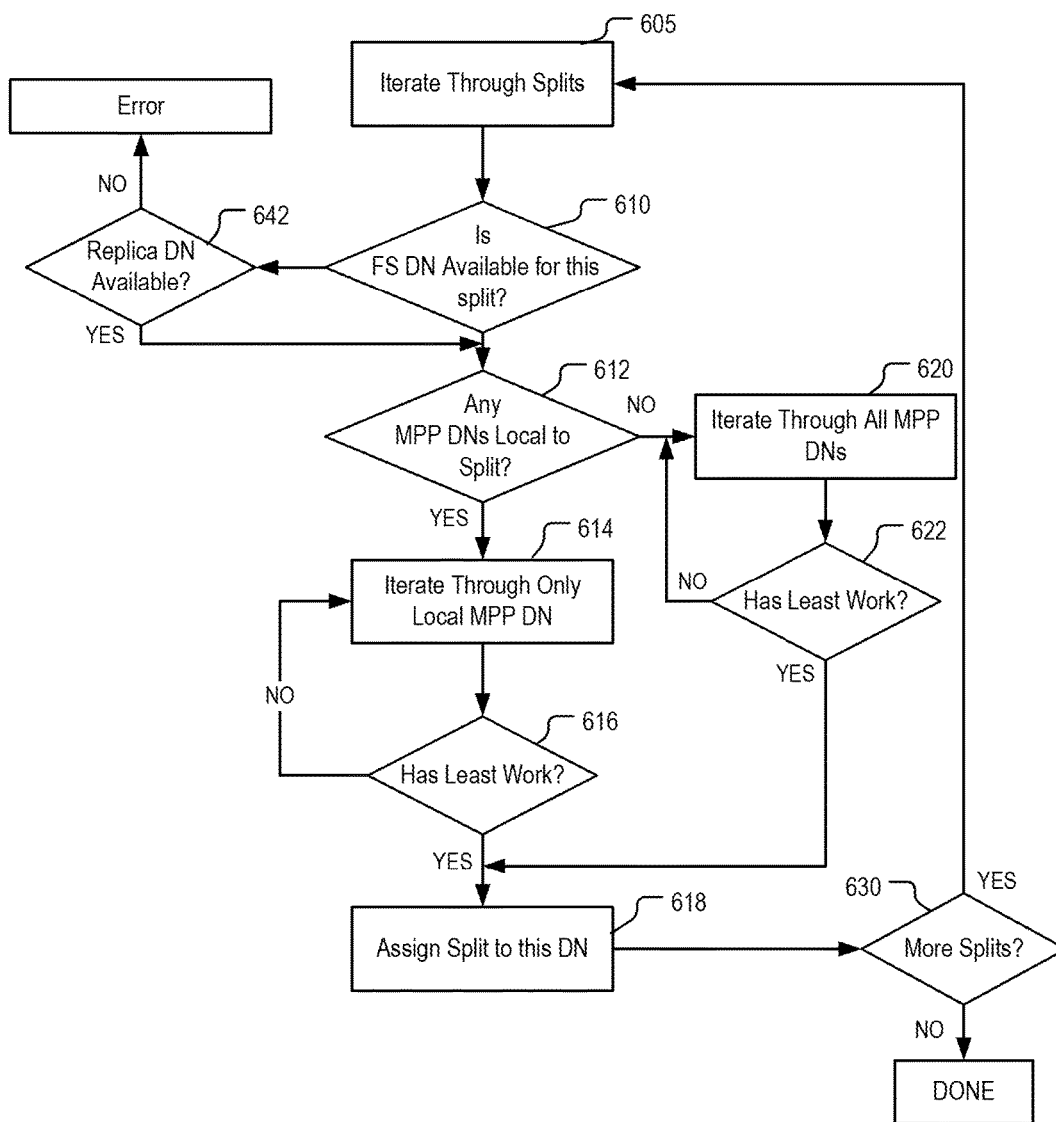 605
Iterate Through Splits
Error
NO
642
Replica DN
Available?
YES
610
Is
FS DN Available for this
split?
612
Any
MPP DNs Local to
Split?
NO
YES
620
Iterate Through All MPP
DNs
622
Has Least Work?
NO
YES
614
Iterate Through Only
Local MPP DN
NO
616
Has Least Work?
YES
618
Assign Split to this DN
630
YES
More Splits?
NO
DONE